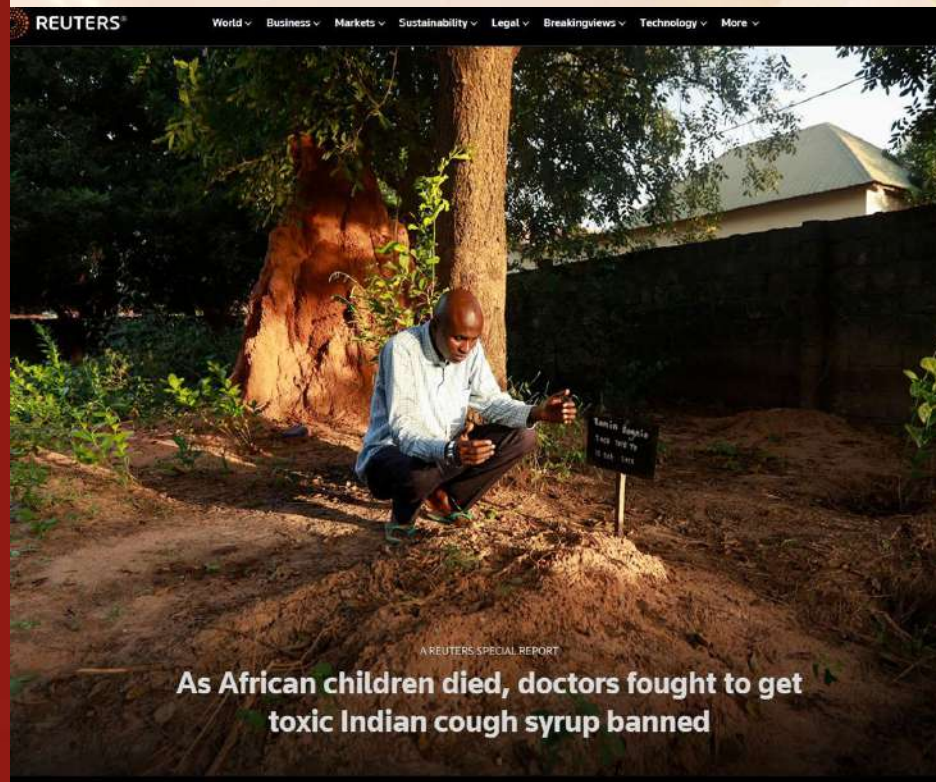 REUTERS®
World Business Markets Sustainability Legal Breakingviews Technology More
A REUTERS SPECIAL REPORT
As African children died, doctors fought to get
toxic Indian cough syrup banned